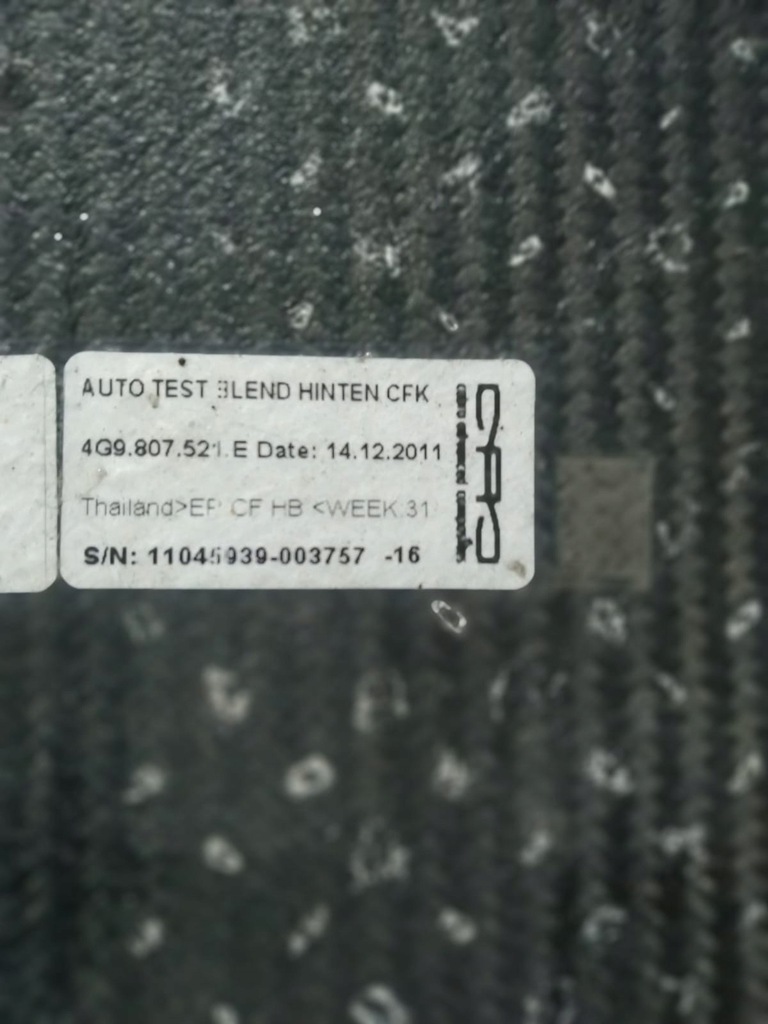 AUTO TEST BLEND HINTEN CFK
4G9.807.521.E Date: 14.12.2011
Thailand>EP CF HB <WEEK 31
S/N: 11045939-003757 -16